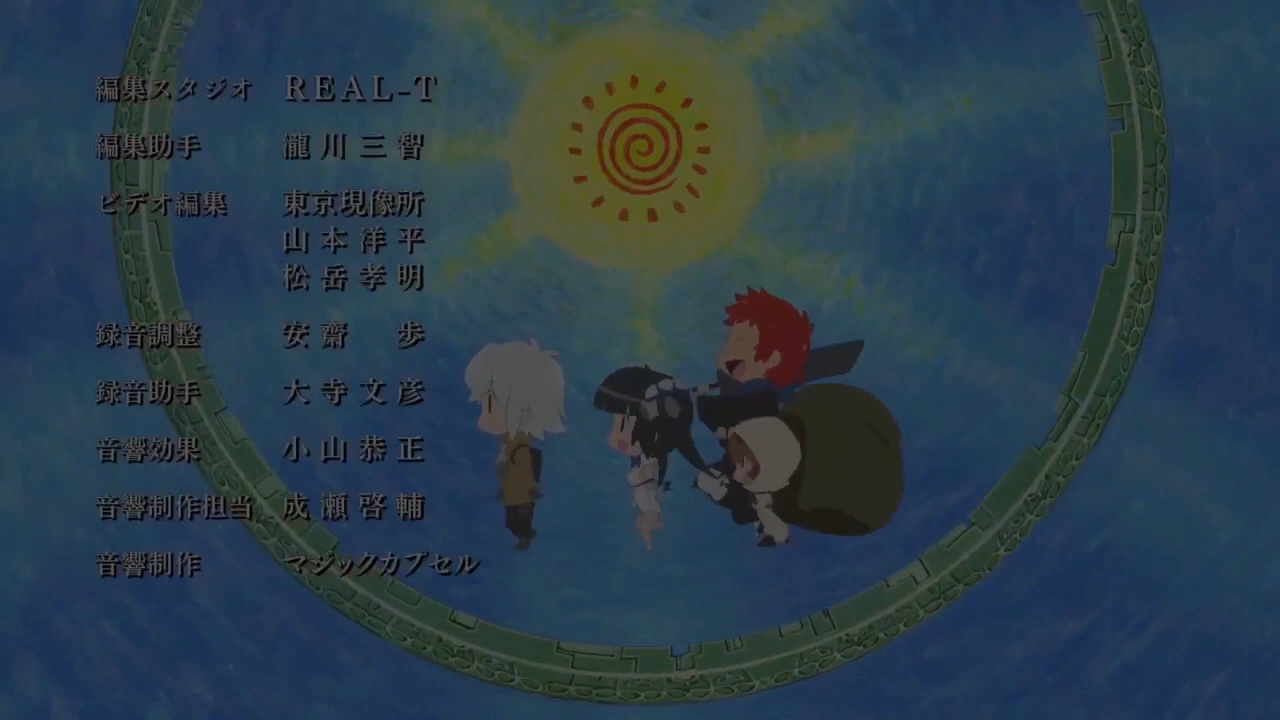 編集スタジオ REAL-T
編集助手 瀧川三智
ビデオ編集 東京現像所
山本洋平
松岳孝明
録音調整 安齋 歩
録音助手 大寺文彦
音響効果 小山恭正
音響制作担当 成瀬啓輔
音響制作 マジックカプセル